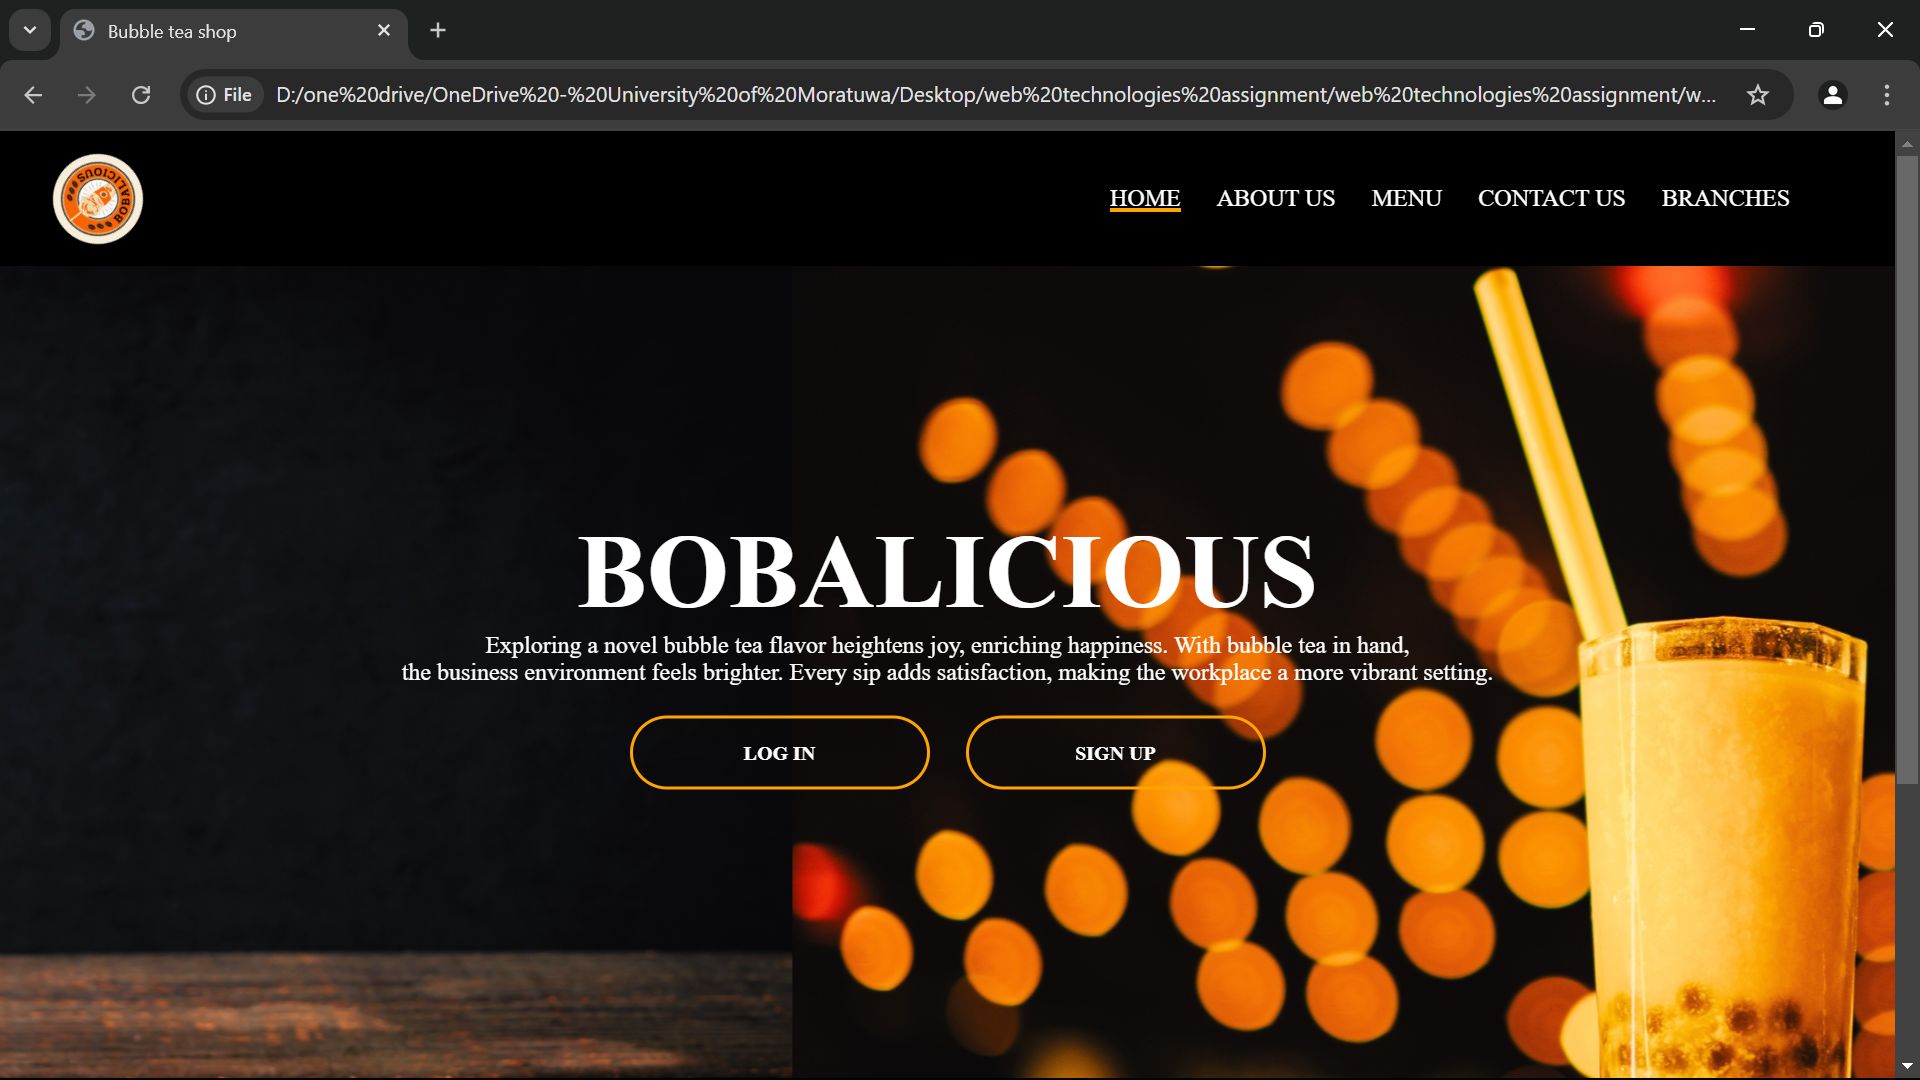 Bubble tea shop
File D:/one%20drive/OneDrive%20-%20University%20of%20Moratuwa/Desktop/web%20technologies%20assignment/web%20technologies%20assignment/w...
BOBALICIOUS
HOME ABOUT US MENU CONTACT US BRANCHES
BOBALICIOUS
Exploring a novel bubble tea flavor heightens joy, enriching happiness. With bubble tea in hand,
the business environment feels brighter. Every sip adds satisfaction, making the workplace a more vibrant setting.
LOG IN SIGN UP